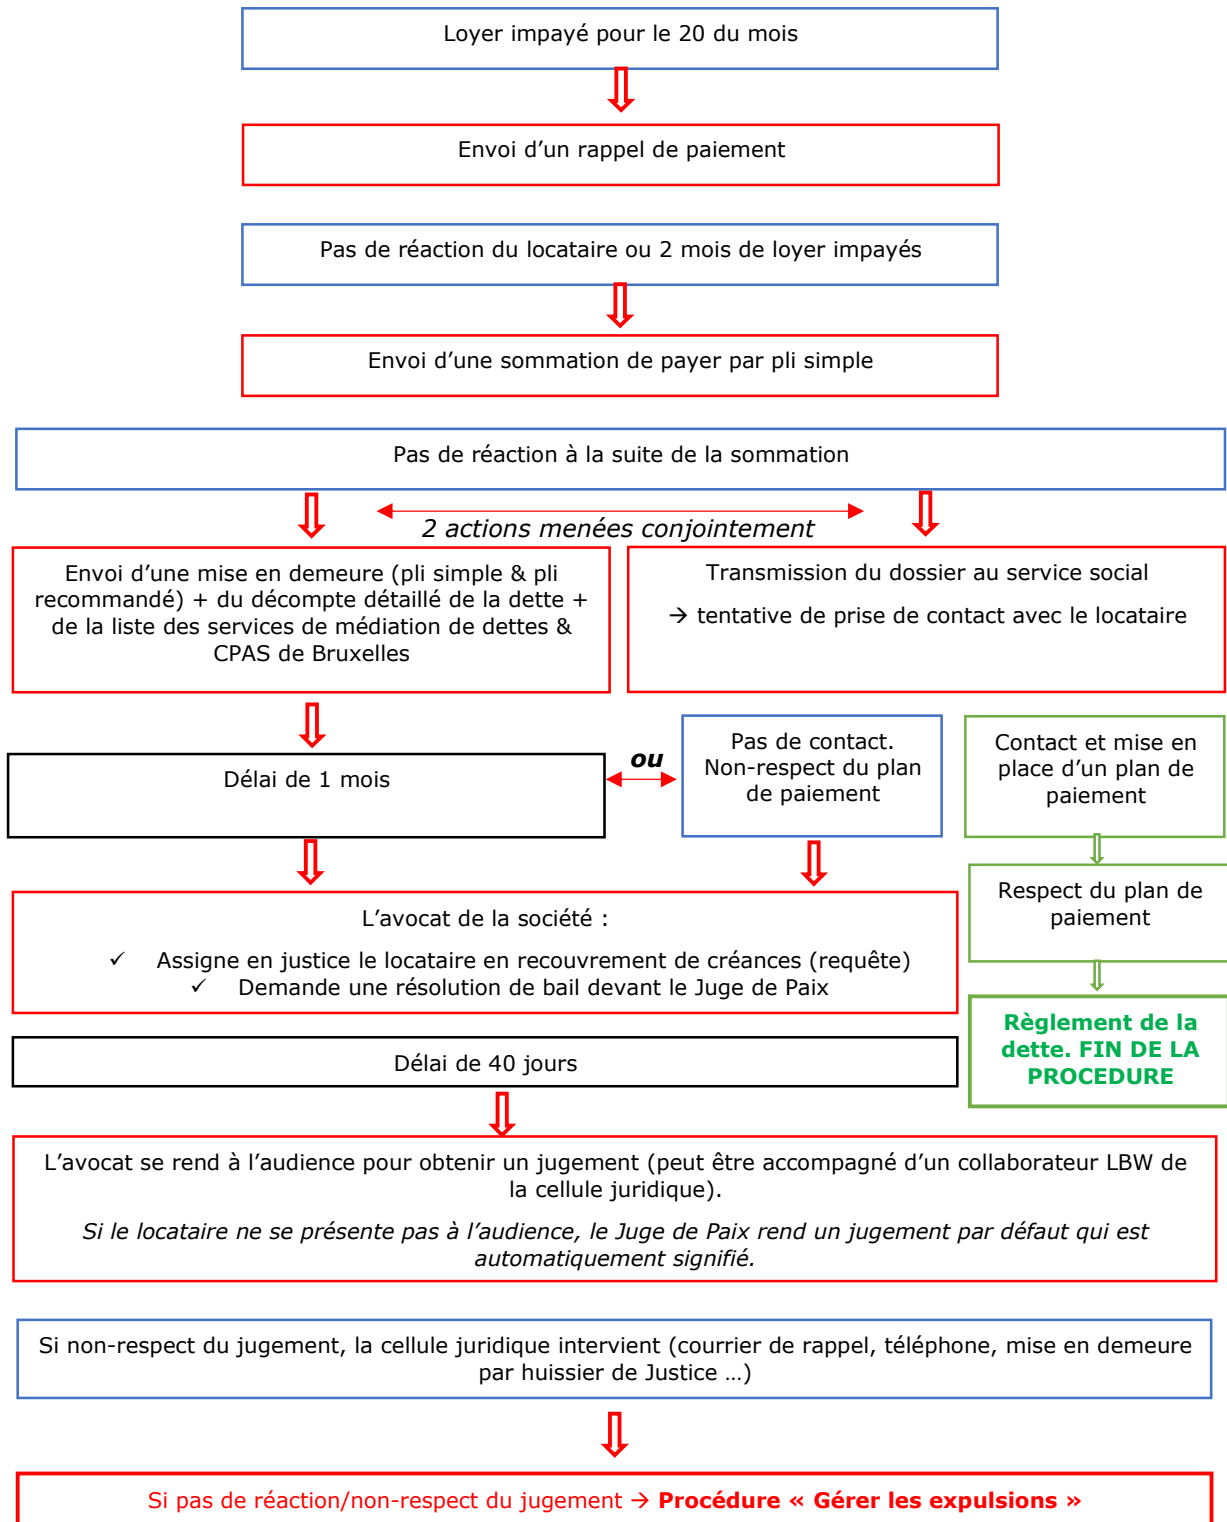 Loyer impayé pour le 20 du mois
Envoi d’un rappel de paiement
Pas de réaction du locataire ou 2 mois de loyer impayés
Envoi d’une sommation de payer par pli simple
Pas de réaction à la suite de la sommation
2 actions menées conjointement
Envoi d’une mise en demeure (pli simple & pli
recommandé) + du décompte détaillé de la dette +
de la liste des services de médiation de dettes &
CPAS de Bruxelles
Transmission du dossier au service social
→ tentative de prise de contact avec le locataire
Délai de 1 mois
ou
Pas de contact.
Non-respect du plan
de paiement
Contact et mise en
place d’un plan de
paiement
Respect du plan de
paiement
L’avocat de la société :
✓ Assigne en justice le locataire en recouvrement de créances (requête)
✓ Demande une résolution de bail devant le Juge de Paix
Règlement de la
dette. FIN DE LA
PROCEDURE
Délai de 40 jours
L’avocat se rend à l’audience pour obtenir un jugement (peut être accompagné d’un collaborateur LBW de
la cellule juridique).
Si le locataire ne se présente pas à l’audience, le Juge de Paix rend un jugement par défaut qui est
automatiquement signifié.
Si non-respect du jugement, la cellule juridique intervient (courrier de rappel, téléphone, mise en demeure
par huissier de Justice …)
Si pas de réaction/non-respect du jugement → Procédure « Gérer les expulsions »